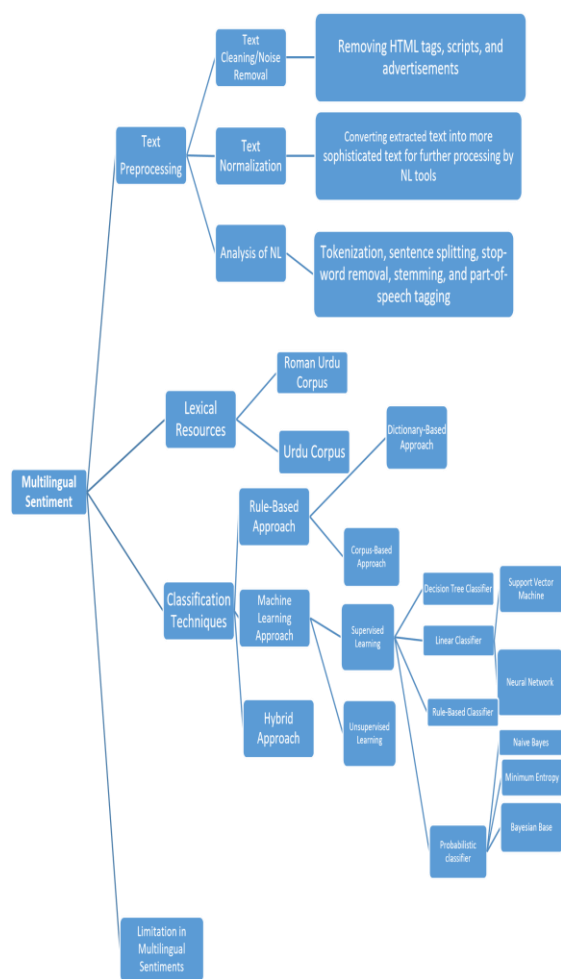 Text
Cleaning/Noise
Removal
Removing HTML tags, scripts, and
advertisements
Text
Preprocessing
Text
Normalization
Converting extracted text into more
sophisticated text for further processing by
NL tools
Analysis of NL
Tokenization, sentence splitting, stop-
word removal, stemming, and part-of-
speech tagging
Multilingual
Sentiment
Lexical
Resources
Roman Urdu
Corpus
Urdu Corpus
Classification
Techniques
Rule-Based
Approach
Dictionary-Based
Approach
Corpus-Based
Approach
Machine
Learning
Approach
Supervised
Learning
Decision Tree Classifier
Linear Classifier
Support Vector
Machine
Neural Network
Rule-Based Classifier
Probabilistic
classifier
Naive Bayes
Minimum Entropy
Bayesian Base
Unsupervised
Learning
Hybrid
Approach
Limitation in
Multilingual
Sentiments